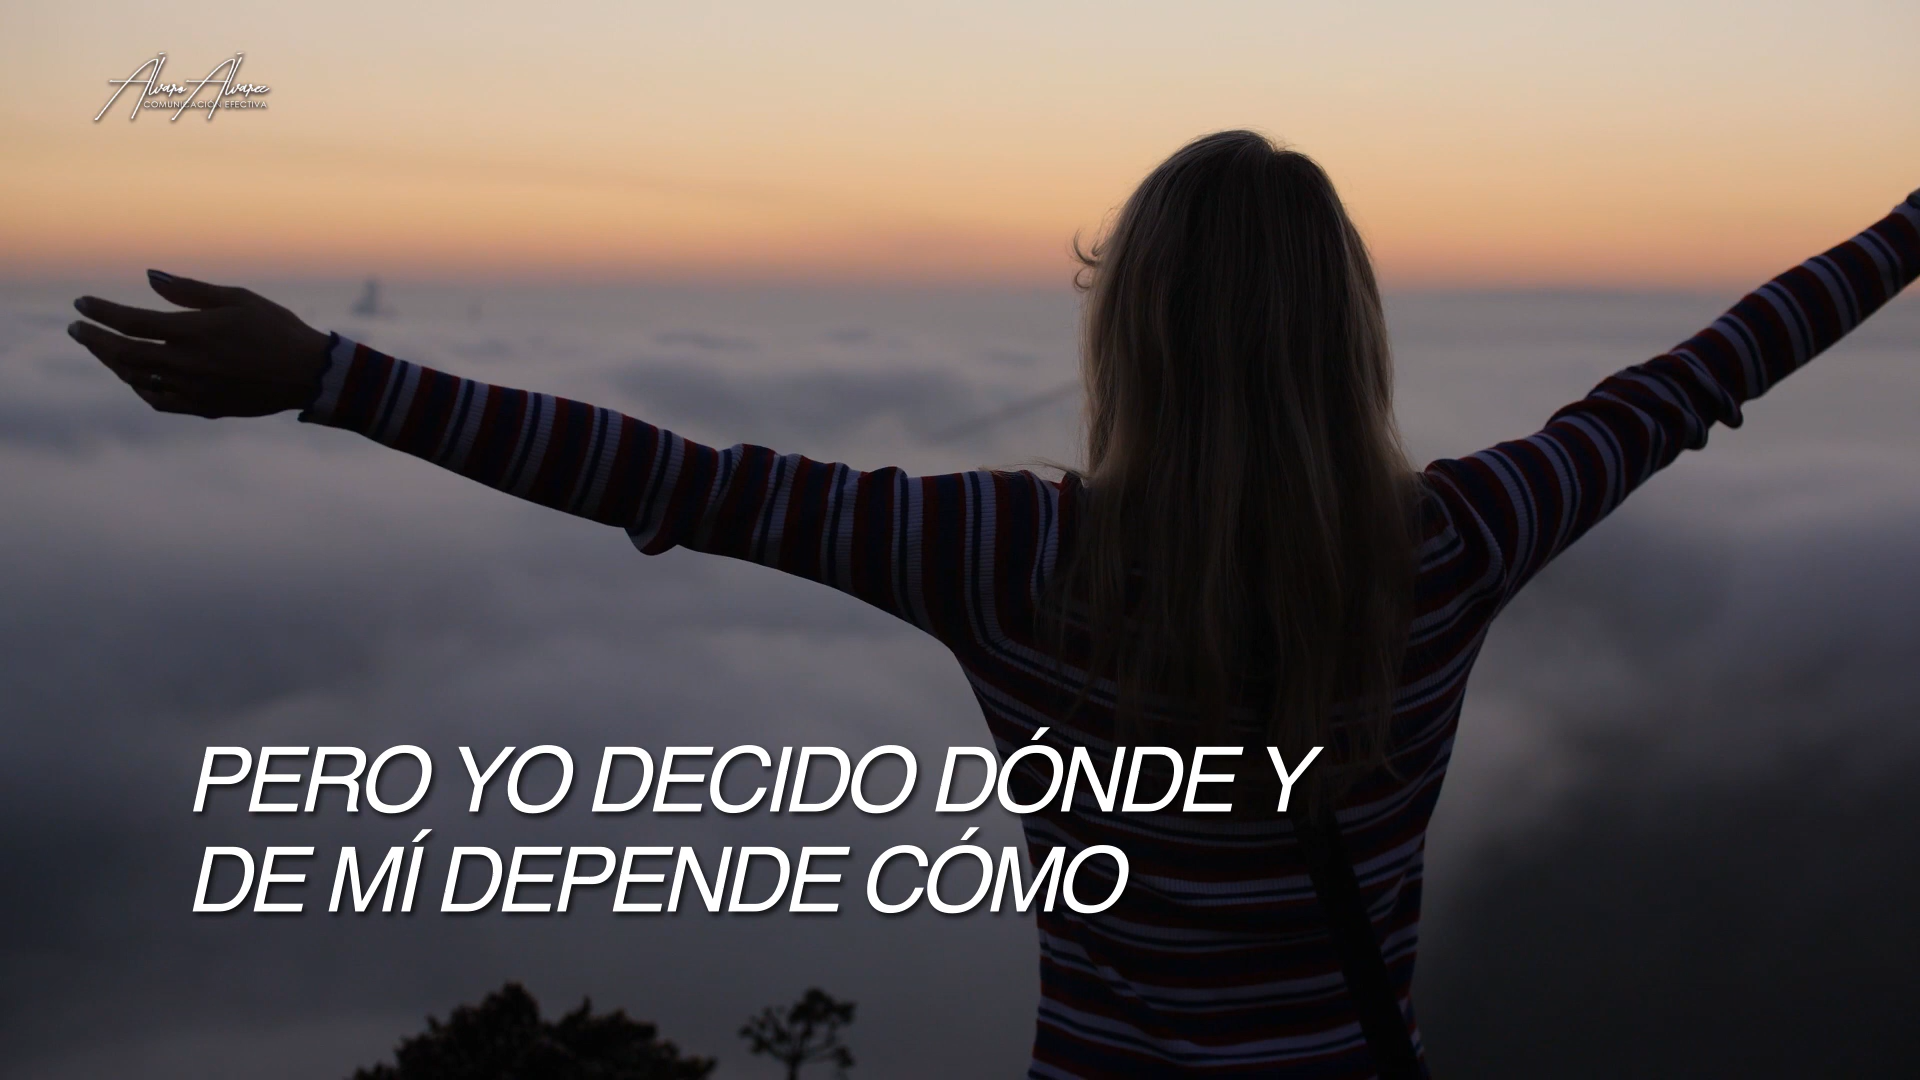 Álvaro Álvarez
COMUNICACIÓN EFECTIVA
PERO YO DECIDO DÓNDE Y
DE MÍ DEPENDE CÓMO